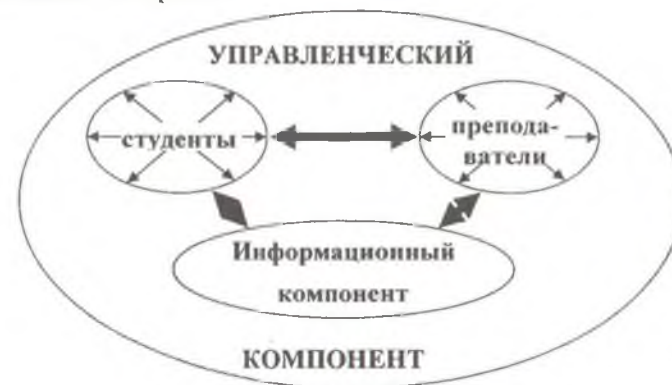 УПРАВЛЕНЧЕСКИЙ
студенты
препода-
ватели
Информационный
компонент
КОМПОНЕНТ